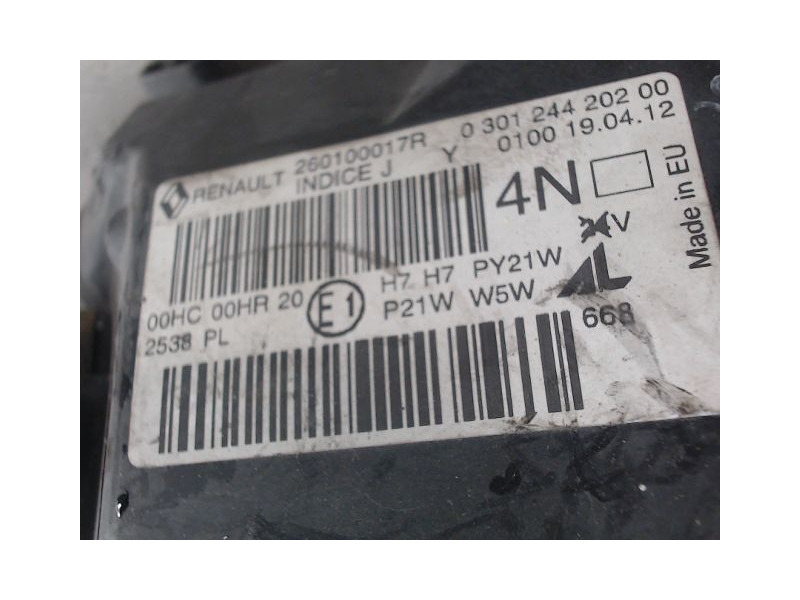 RENAULT 260100017R 0 301 244 202 00
INDICE J Y 0100 19.04.12
4N
V
Made in EU
00HC 00HR 20 E1 H7 H7 PY21W AL
2538 PL P21W W5W 668